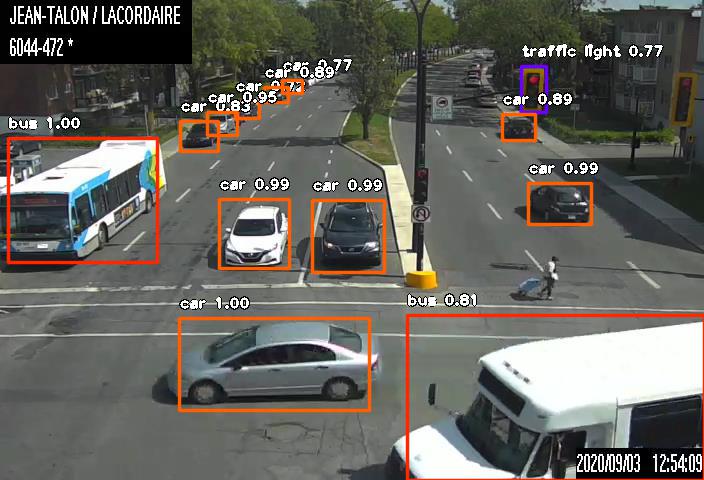 JEAN-TALON / LACORDAIRE
6044-472 *
car 0.77
car 0.89
car 0.95
car 0.83
traffic light 0.77
car 0.89
bus 1.00
car 0.99
car 0.99
car 0.99
car 1.00
bus 0.81
2020/09/03 12:54:09